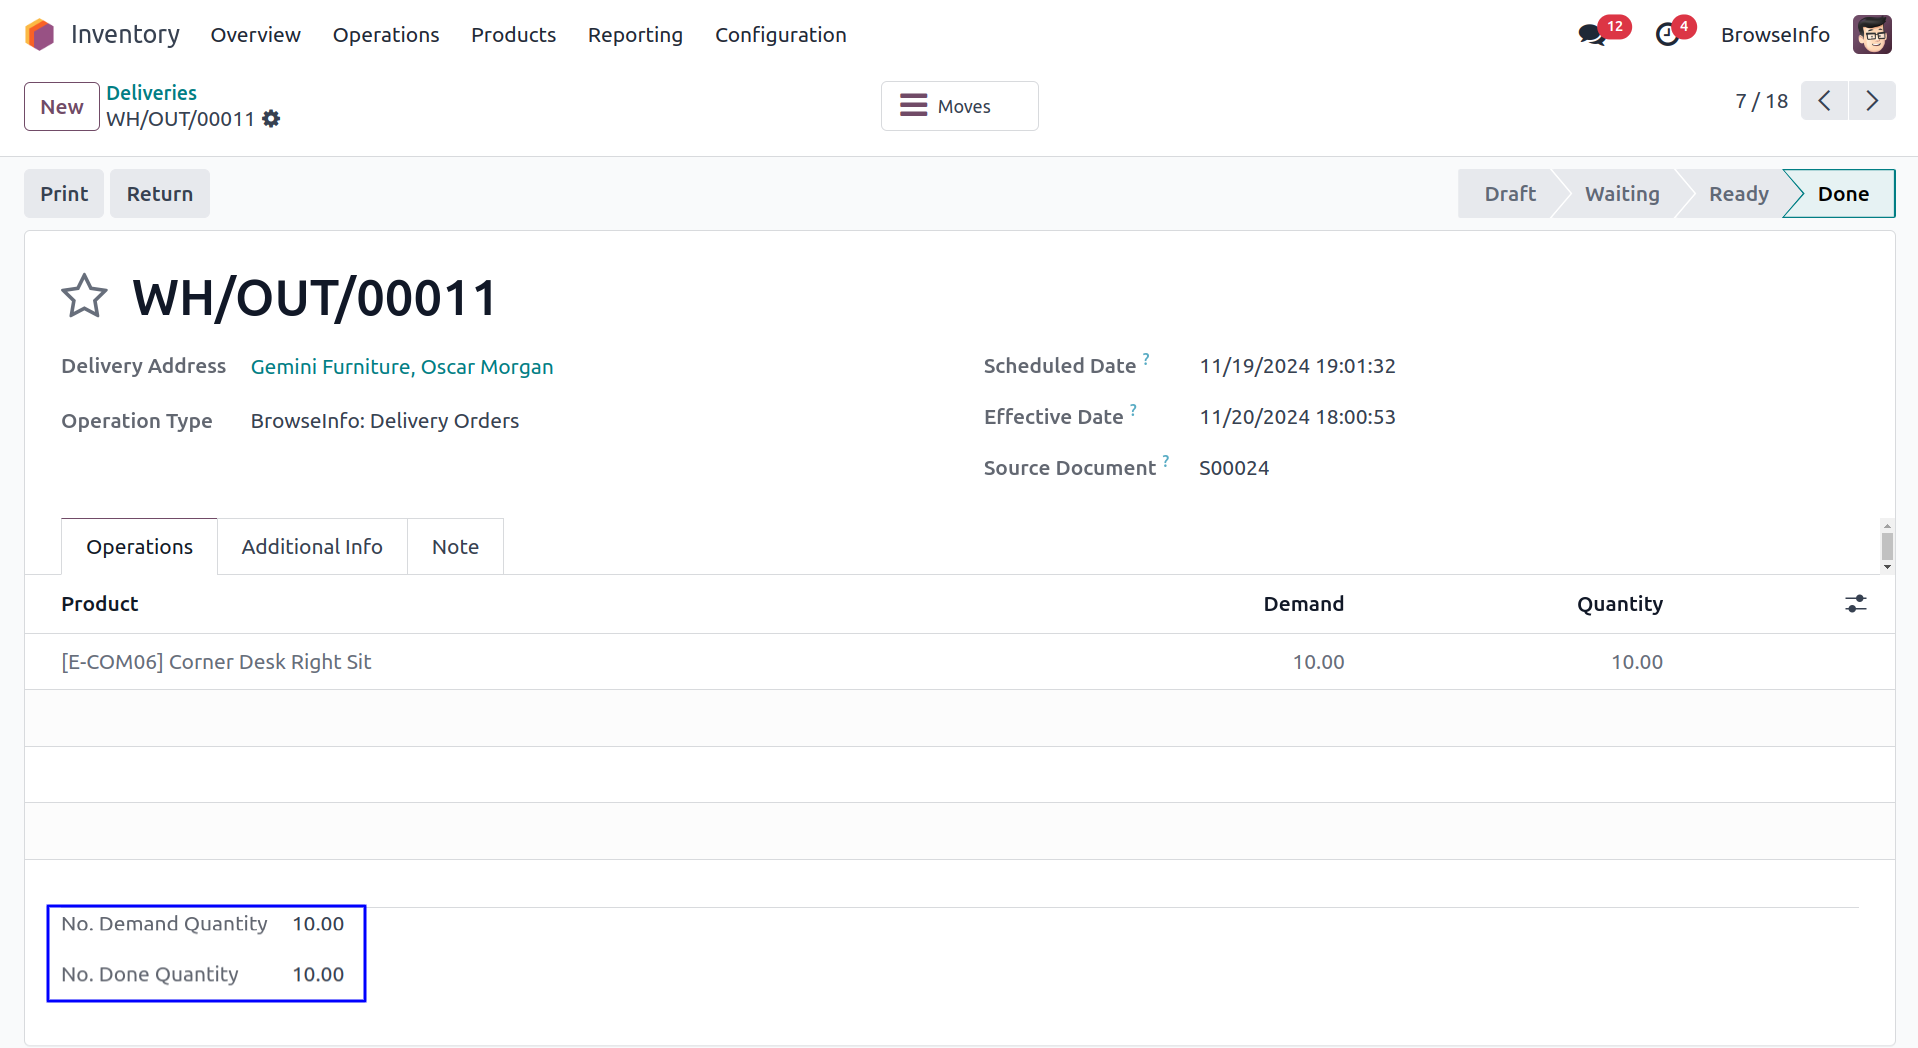 Inventory Overview Operations Products Reporting Configuration 12 4 BrowseInfo
New Deliveries
WH/OUT/00011
Moves
7 / 18
Print Return Draft Waiting Ready Done
WH/OUT/00011
Delivery Address Gemini Furniture, Oscar Morgan
Scheduled Date ? 11/19/2024 19:01:32
Operation Type BrowseInfo: Delivery Orders
Effective Date ? 11/20/2024 18:00:53
Source Document ? S00024
Operations Additional Info Note
Product Demand Quantity
[E-COM06] Corner Desk Right Sit 10.00 10.00
No. Demand Quantity 10.00
No. Done Quantity 10.00